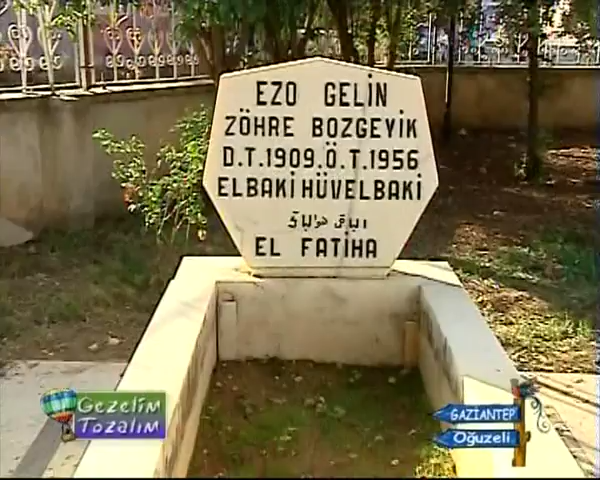 EZO GELİN
ZÖHRE BOZGEYİK
D.T.1909.Ö.T.1956
ELBAKİ HÜVELBAKİ
EL FATİHA
Gezelim
Tozalım
GAZİANTEP
Oğuzeli